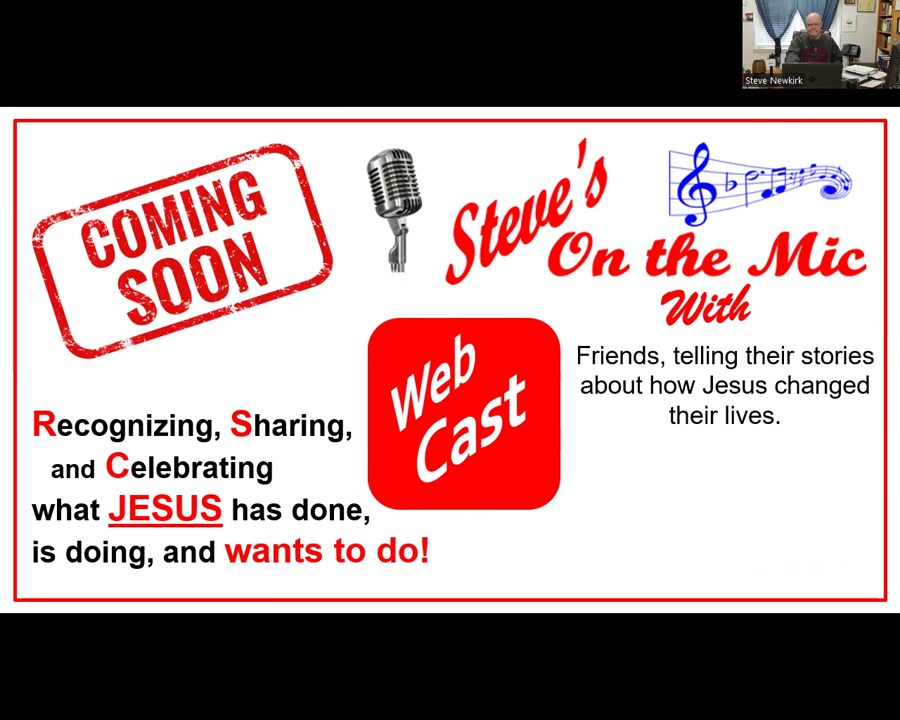 Steve Newkirk
COMING
SOON
Steve's
On the Mic
With
Friends, telling their stories
about how Jesus changed
their lives.
Web
Cast
Recognizing, Sharing,
and Celebrating
what JESUS has done,
is doing, and wants to do!